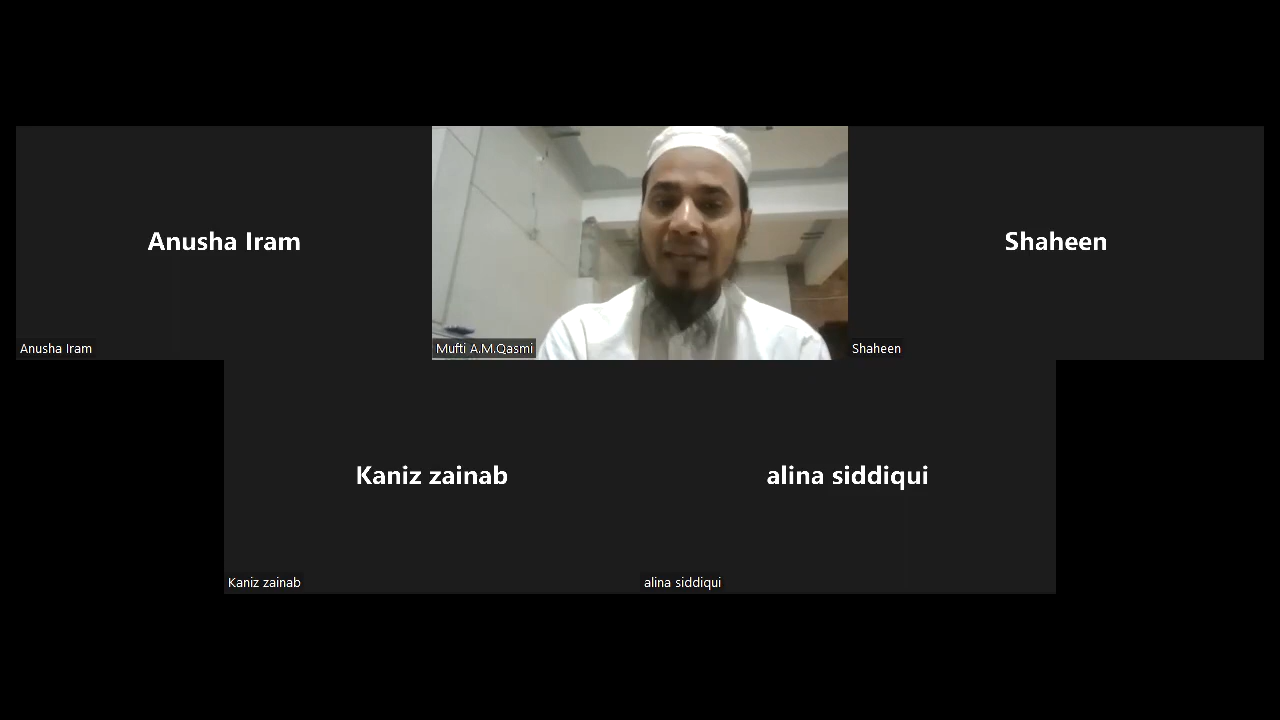 Anusha Iram
Shaheen
Anusha Iram
Mufti A.M.Qasmi
Shaheen
Kaniz zainab
alina siddiqui
Kaniz zainab
alina siddiqui